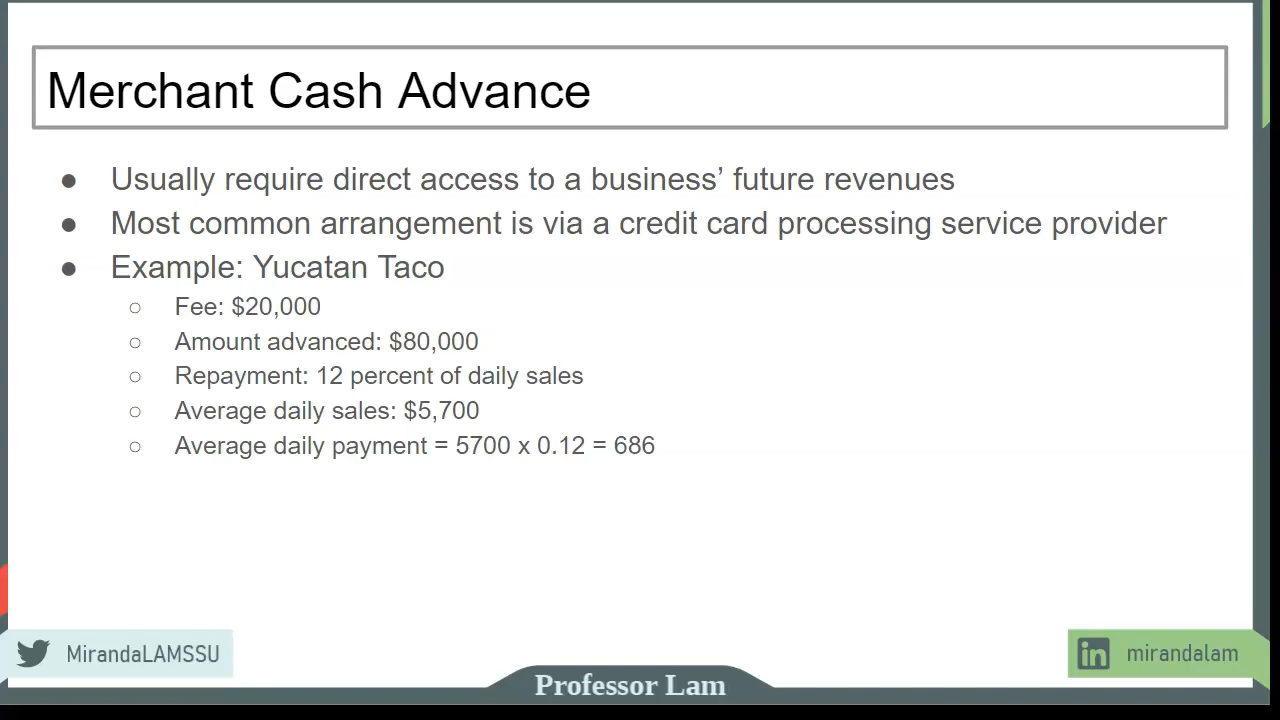 Merchant Cash Advance
● Usually require direct access to a business’ future revenues
● Most common arrangement is via a credit card processing service provider
● Example: Yucatan Taco
○ Fee: $20,000
○ Amount advanced: $80,000
○ Repayment: 12 percent of daily sales
○ Average daily sales: $5,700
○ Average daily payment = 5700 x 0.12 = 686
MirandaLAMSSU
in mirandalam
Professor Lam